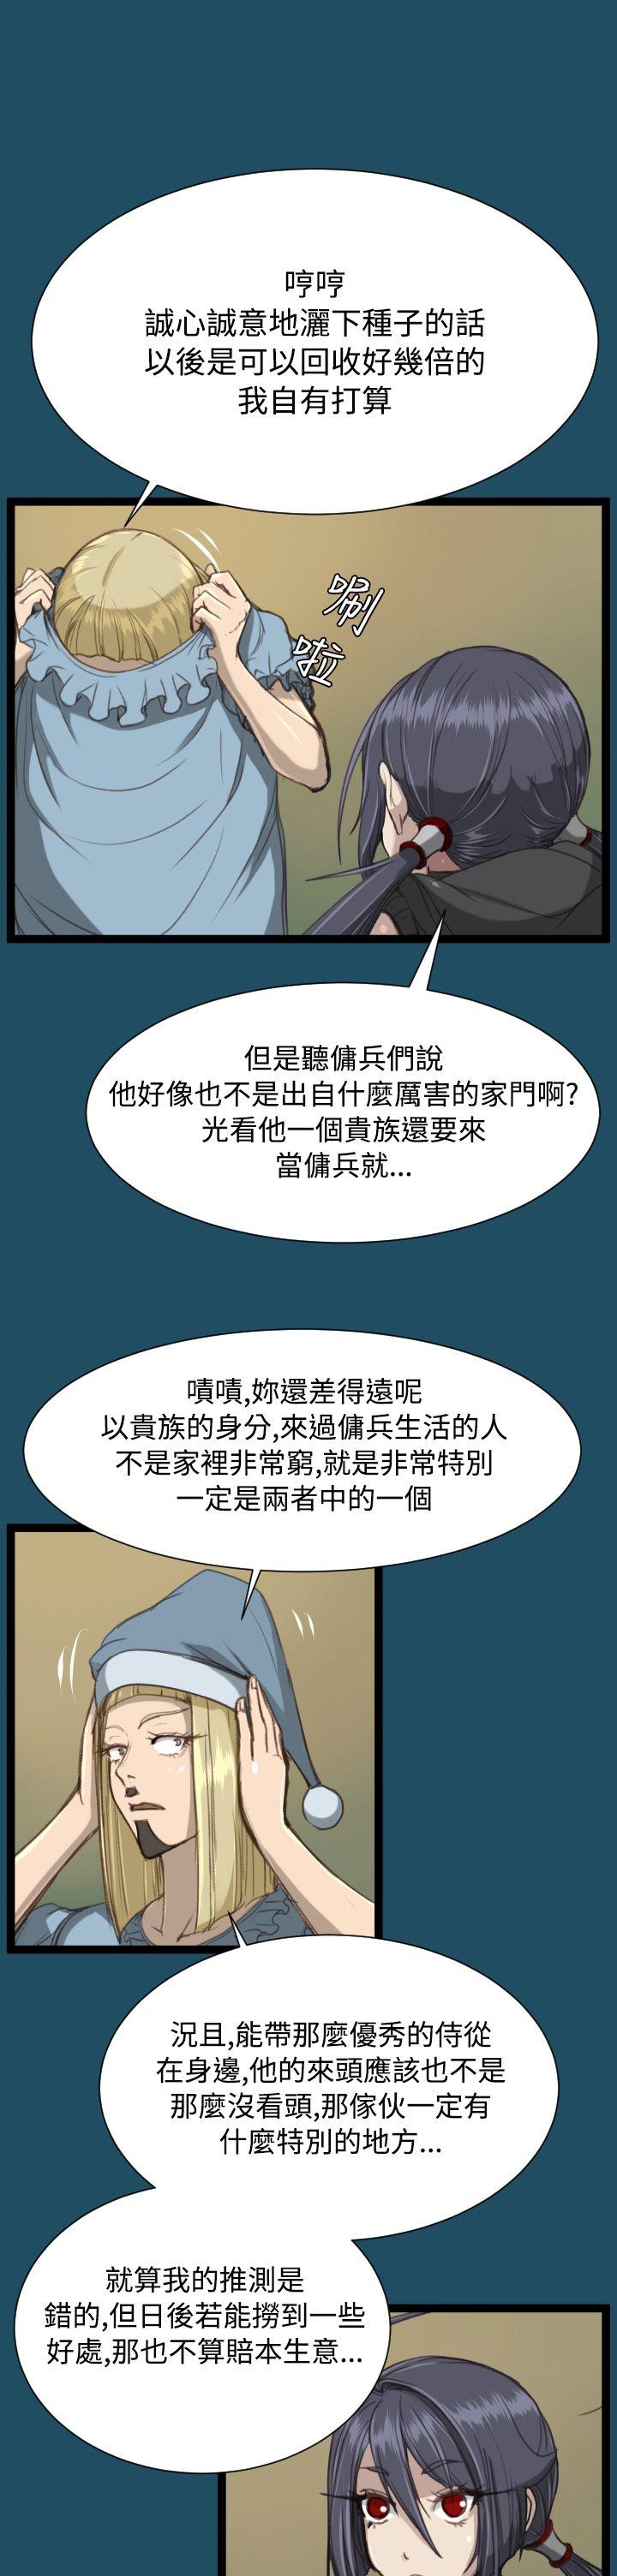 哼哼
誠心誠意地灑下種子的話
以後是可以回收好幾倍的
我自有打算
唰
啦
但是聽傭兵們說
他好像也不是出自什麼厲害的家門啊?
光看他一個貴族還要來
當傭兵就...
嘖嘖,妳還差得遠呢
以貴族的身分,來過傭兵生活的人
不是家裡非常窮,就是非常特別
一定是兩者中的一個
況且,能帶那麼優秀的侍從
在身邊,他的來頭應該也不是
那麼沒看頭,那傢伙一定有
什麼特別的地方...
就算我的推測是
錯的,但日後若能撈到一些
好處,那也不算賠本生意...